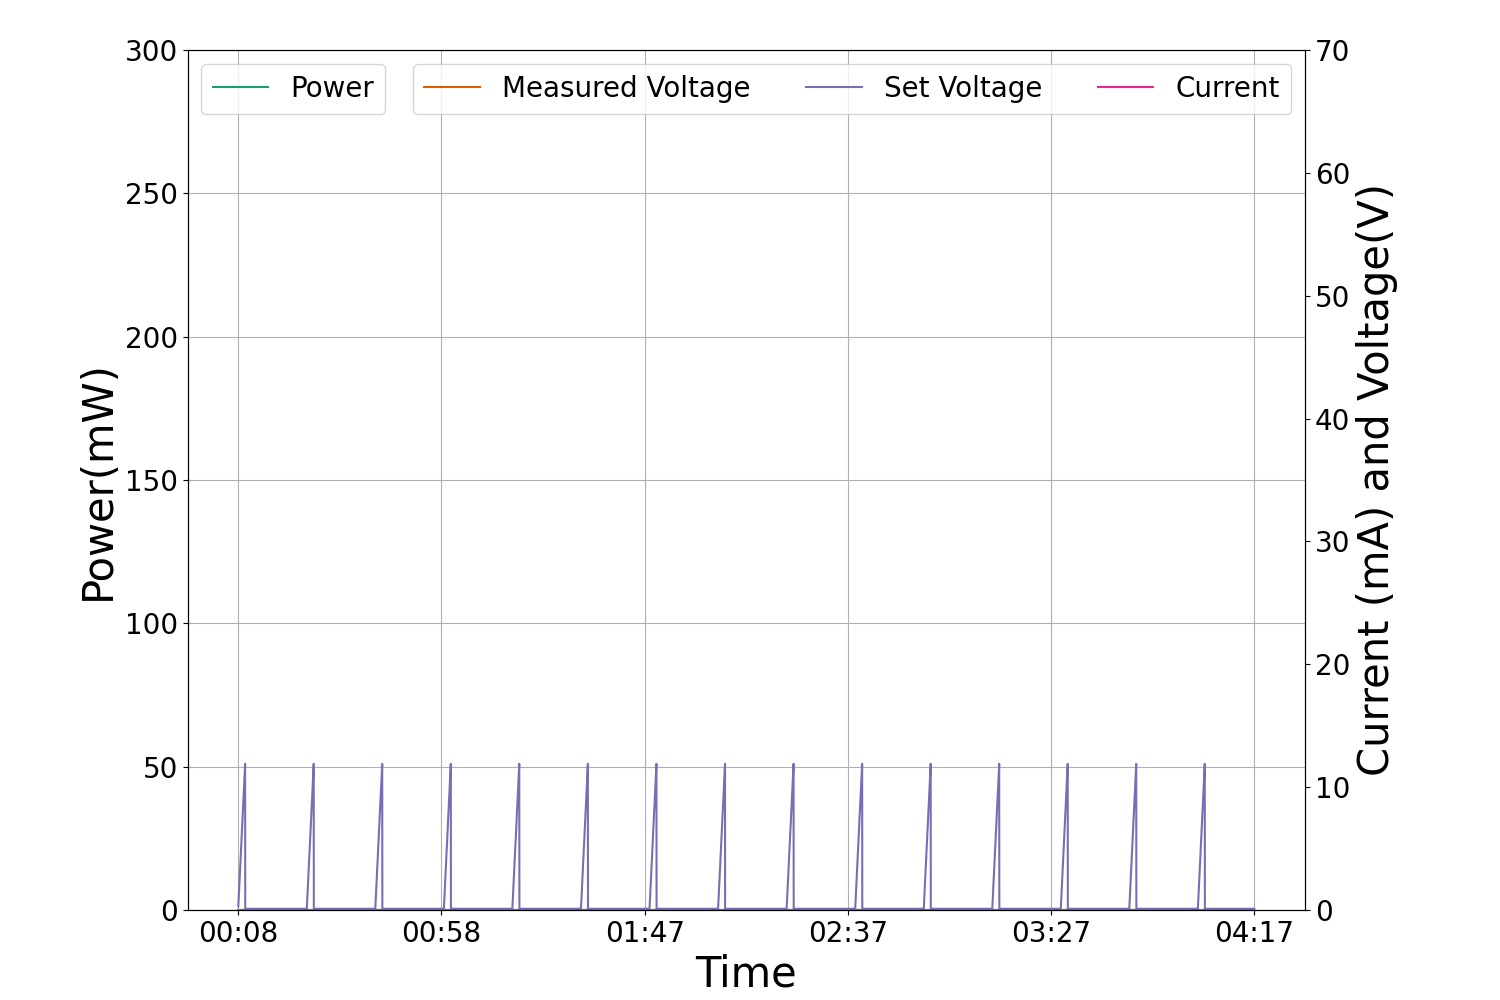 300
250
200
150
100
50
0
Power(mW)
Power
Measured Voltage
Set Voltage
Current
70
60
50
40
30
20
10
0
Current (mA) and Voltage(V)
00:08 00:58 01:47 02:37 03:27 04:17
Time